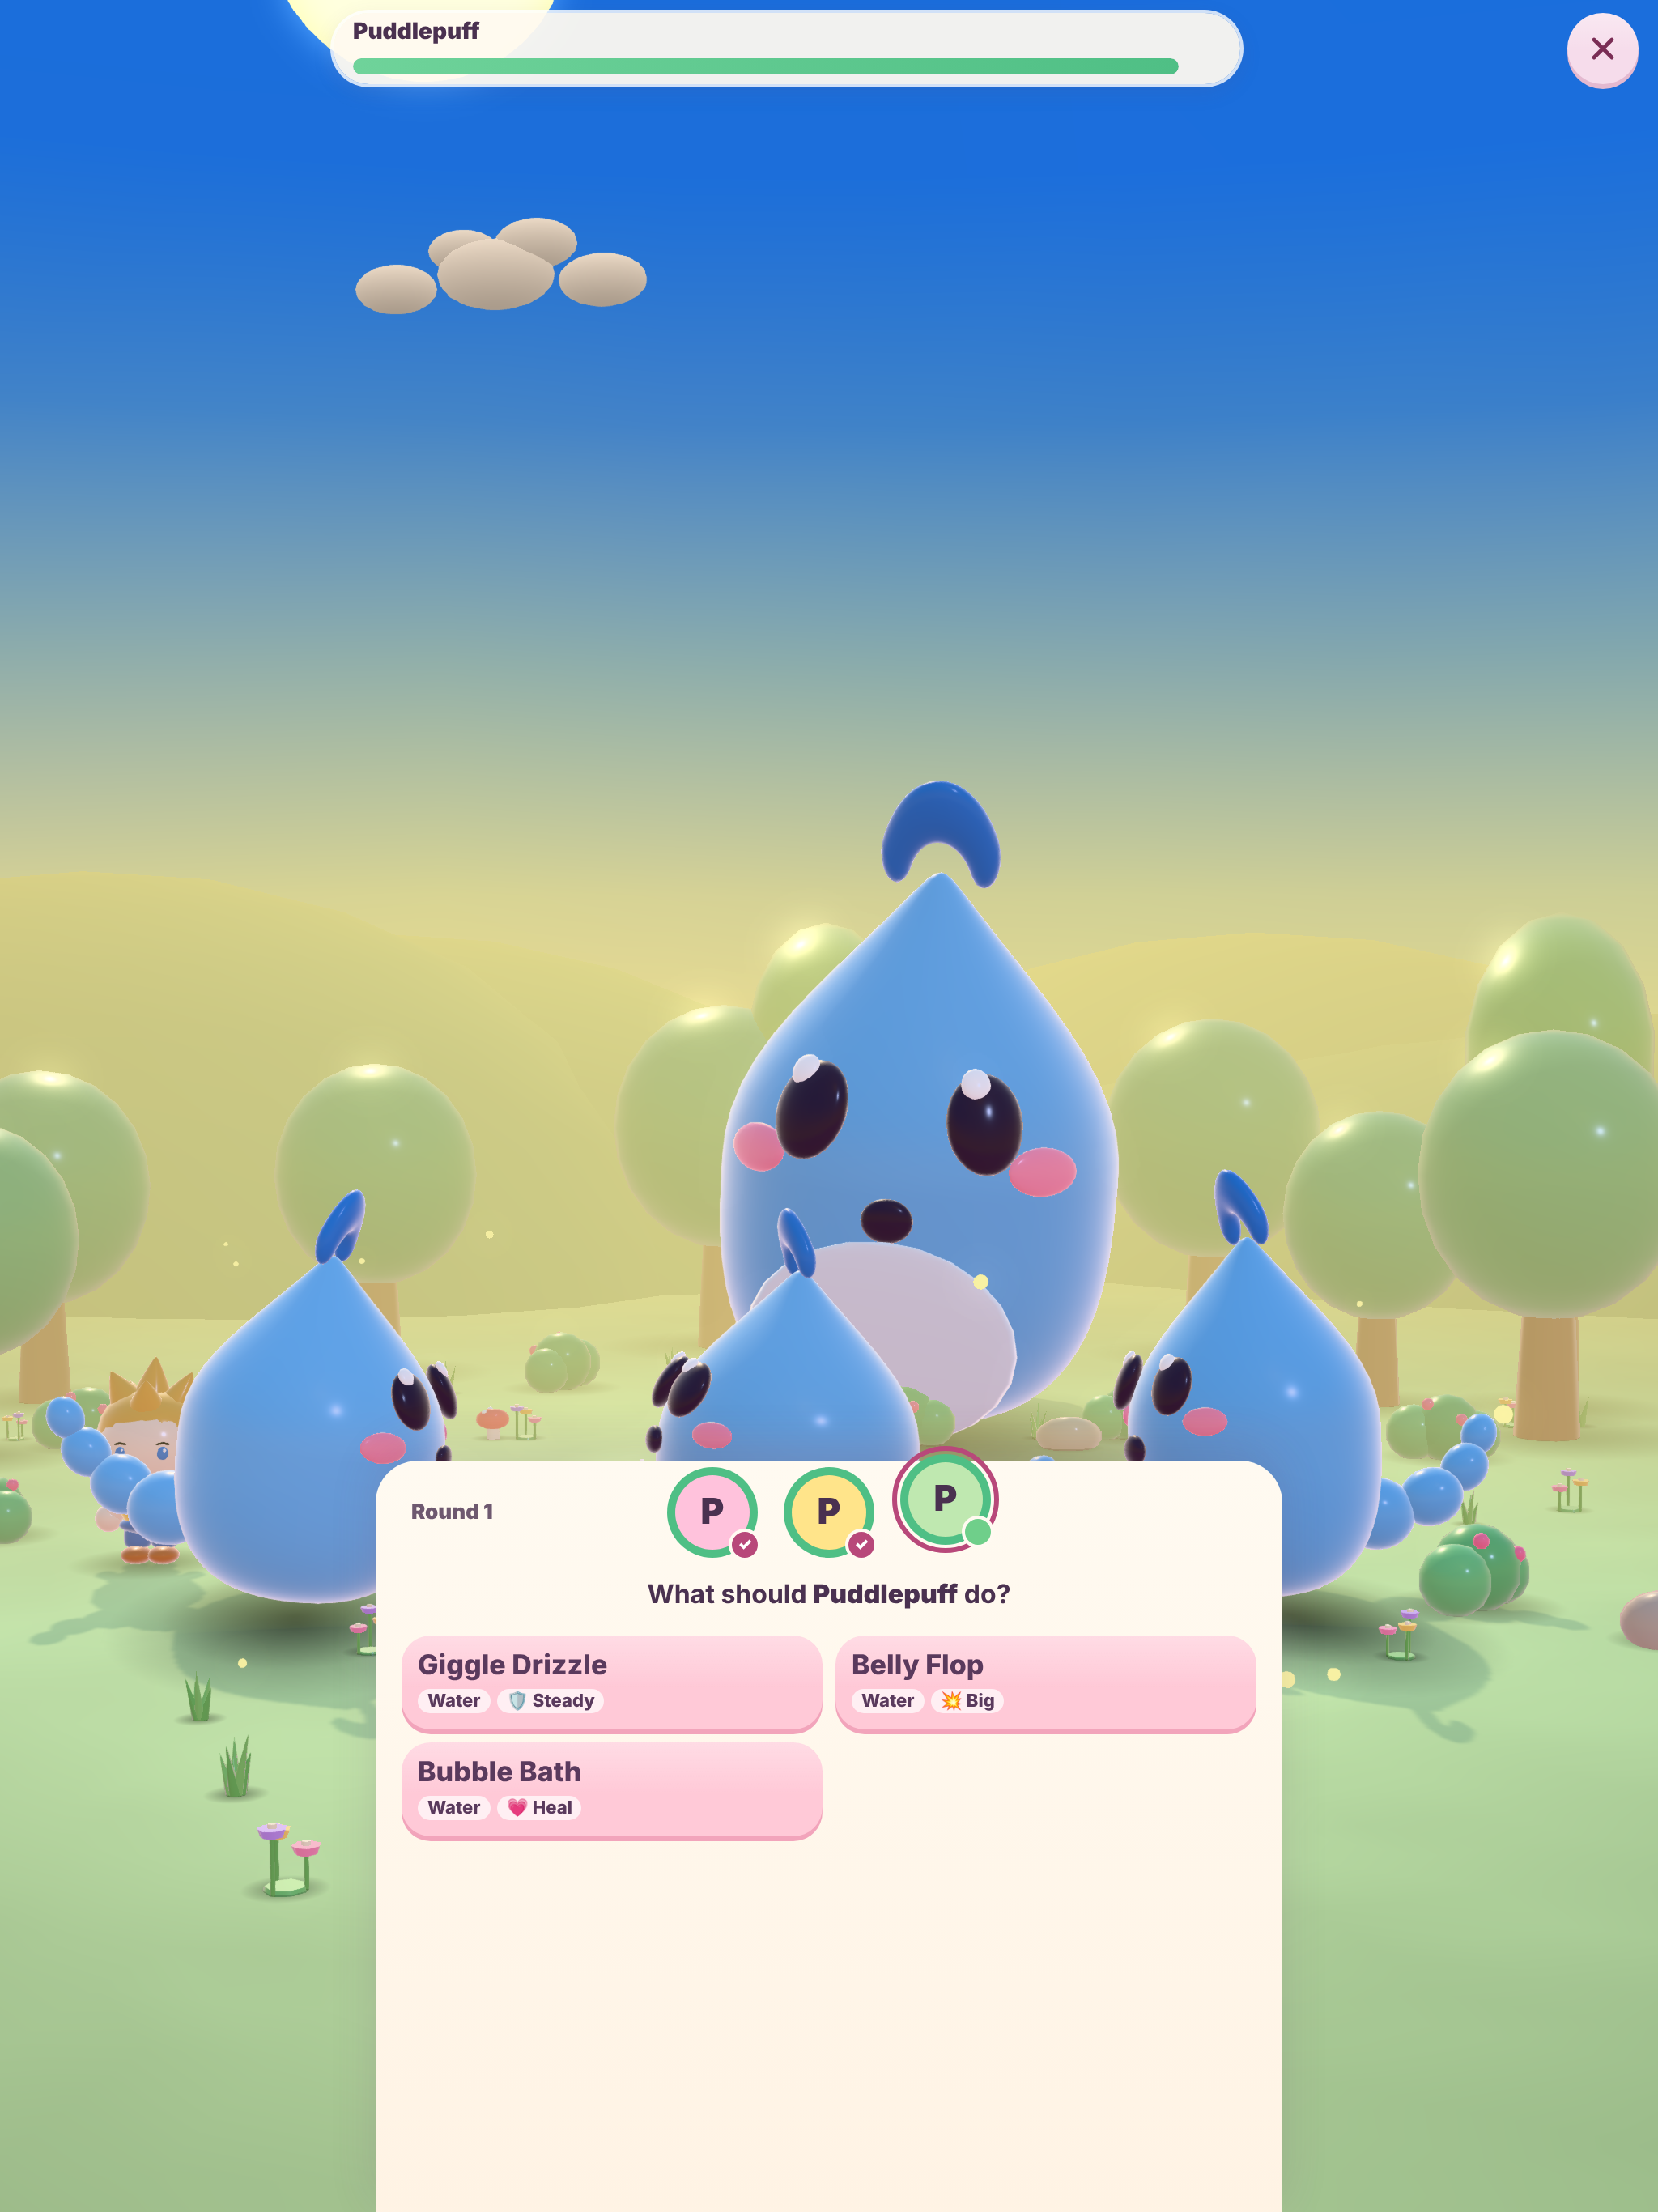 Puddlepuff
Round 1
P
P
P
What should Puddlepuff do?
Giggle Drizzle
Water 🛡️ Steady
Belly Flop
Water 💥 Big
Bubble Bath
Water 💗 Heal